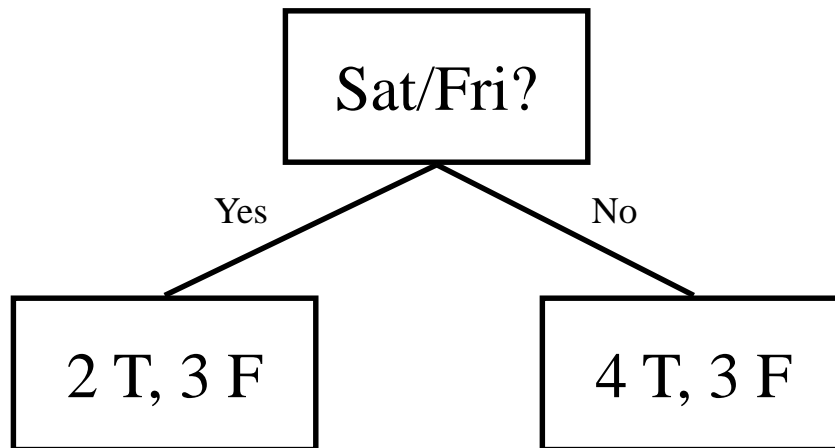 Sat/Fri?
Yes
No
2 T, 3 F
4 T, 3 F